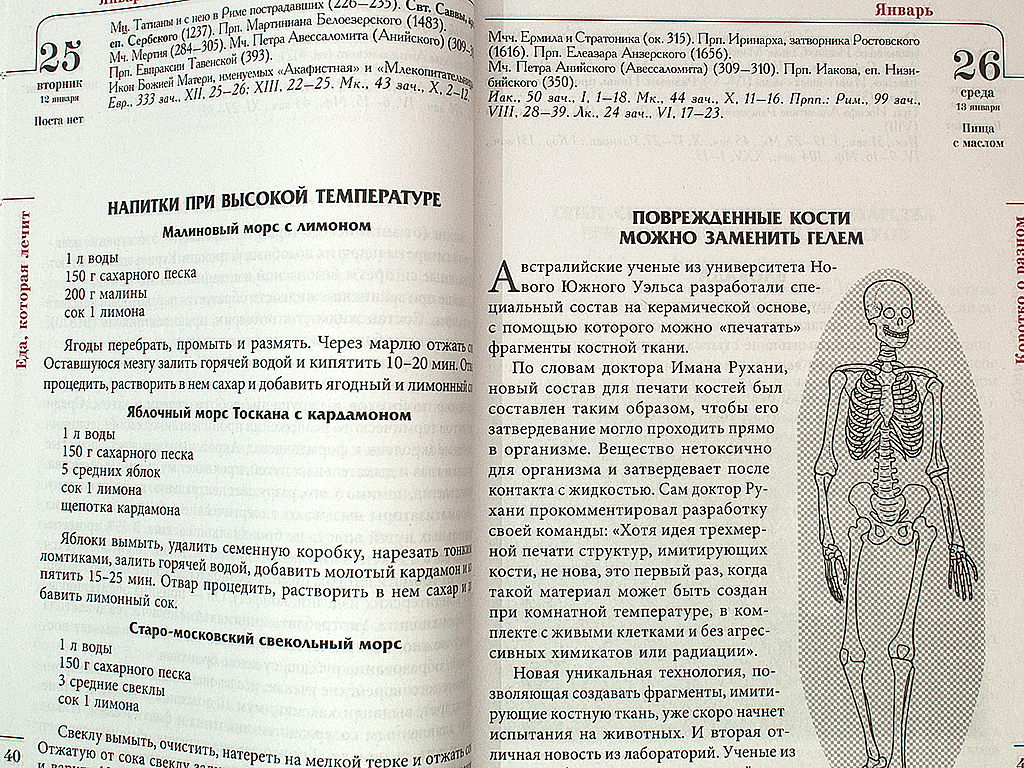 25
вторник
12 января
Поста нет
Мц. Татианы и с нею в Риме пострадавших (226–235). Свт. Саввы,
еп. Сербского (1237). Прп. Мартиниана Белоезерского (1483).
Мч. Мертия (284–305). Мч. Петра Авессаломита (Анийского) (309–
Прп. Евпраксии Тавенской (393).
Икон Божией Матери, именуемых «Акафистная» и «Млекопитательница
Евр., 333 зач., XII, 25–26; XIII, 22–25. Мк., 43 зач., X, 2–12.
Еда, которая лечит
НАПИТКИ ПРИ ВЫСОКОЙ ТЕМПЕРАТУРЕ
Малиновый морс с лимоном
1 л воды
150 г сахарного песка
200 г малины
сок 1 лимона
Ягоды перебрать, промыть и размять. Через марлю отжать
Оставшуюся мезгу залить горячей водой и кипятить 10–20 мин.
процедить, растворить в нем сахар и добавить ягодный и лимонный
Яблочный морс Тоскана с кардамоном
1 л воды
150 г сахарного песка
5 средних яблок
сок 1 лимона
щепотка кардамона
Яблоки вымыть, удалить семенную коробку, нарезать тонкими
ломтиками, залить горячей водой, добавить молотый кардамон и
пятить 15–25 мин. Отвар процедить, растворить в нем сахар и
бавить лимонный сок.
Старо-московский свекольный морс
1 л воды
150 г сахарного песка
3 средние свеклы
сок 1 лимона
Свеклу вымыть, очистить, натереть на мелкой терке и отжать
Отжатую от сока свеклу
40
Январь
26
среда
13 января
Пища
с маслом
Мчч. Ермила и Стратоника (ок. 315). Прп. Иринарха, затворника Ростовского
(1616). Прп. Елеазара Анзерского (1656).
Мч. Петра Анийского (Авессаломита) (309–310). Прп. Иакова, еп. Низи-
бийского (350).
Иак., 50 зач., I, 1–18. Мк., 44 зач., X, 11–16. Прпп.: Рим., 99 зач.,
VIII, 28–39. Лк., 24 зач., VI, 17–23.
Коротко о разном
ПОВРЕЖДЕННЫЕ КОСТИ
МОЖНО ЗАМЕНИТЬ ГЕЛЕМ
Австралийские ученые из университета Но-
вого Южного Уэльса разработали спе-
циальный состав на керамической основе,
с помощью которого можно «печатать»
фрагменты костной ткани.
По словам доктора Имана Рухани,
новый состав для печати костей был
составлен таким образом, чтобы его
затвердевание могло проходить прямо
в организме. Вещество нетоксично
для организма и затвердевает после
контакта с жидкостью. Сам доктор Ру-
хани прокомментировал разработку
своей команды: «Хотя идея трехмер-
ной печати структур, имитирующих
кости, не нова, это первый раз, когда
такой материал может быть создан
при комнатной температуре, в ком-
плекте с живыми клетками и без агрес-
сивных химикатов или радиации».
Новая уникальная технология, по-
зволяющая создавать фрагменты, имити-
рующие костную ткань, уже скоро начнет
испытания на животных. И вторая от-
личная новость из лабораторий. Ученые из